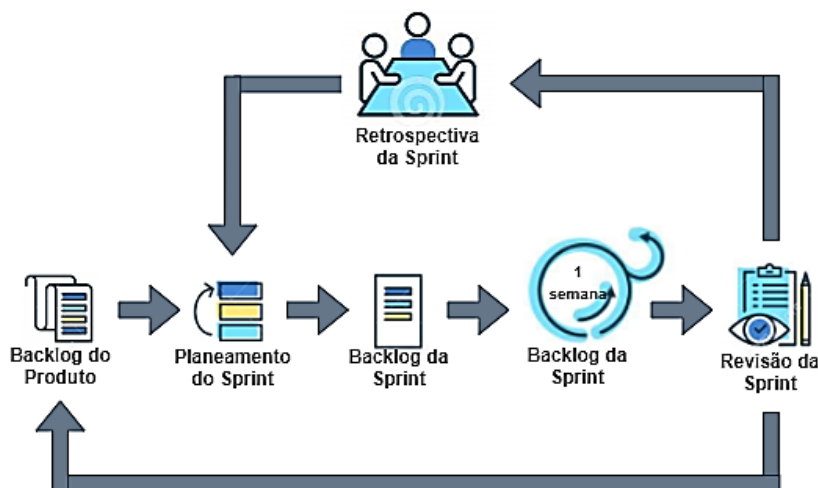 Retrospectiva
da Sprint
1
semana
Backlog do
Produto
Planeamento
do Sprint
Backlog da
Sprint
Backlog da
Sprint
Revisão da
Sprint